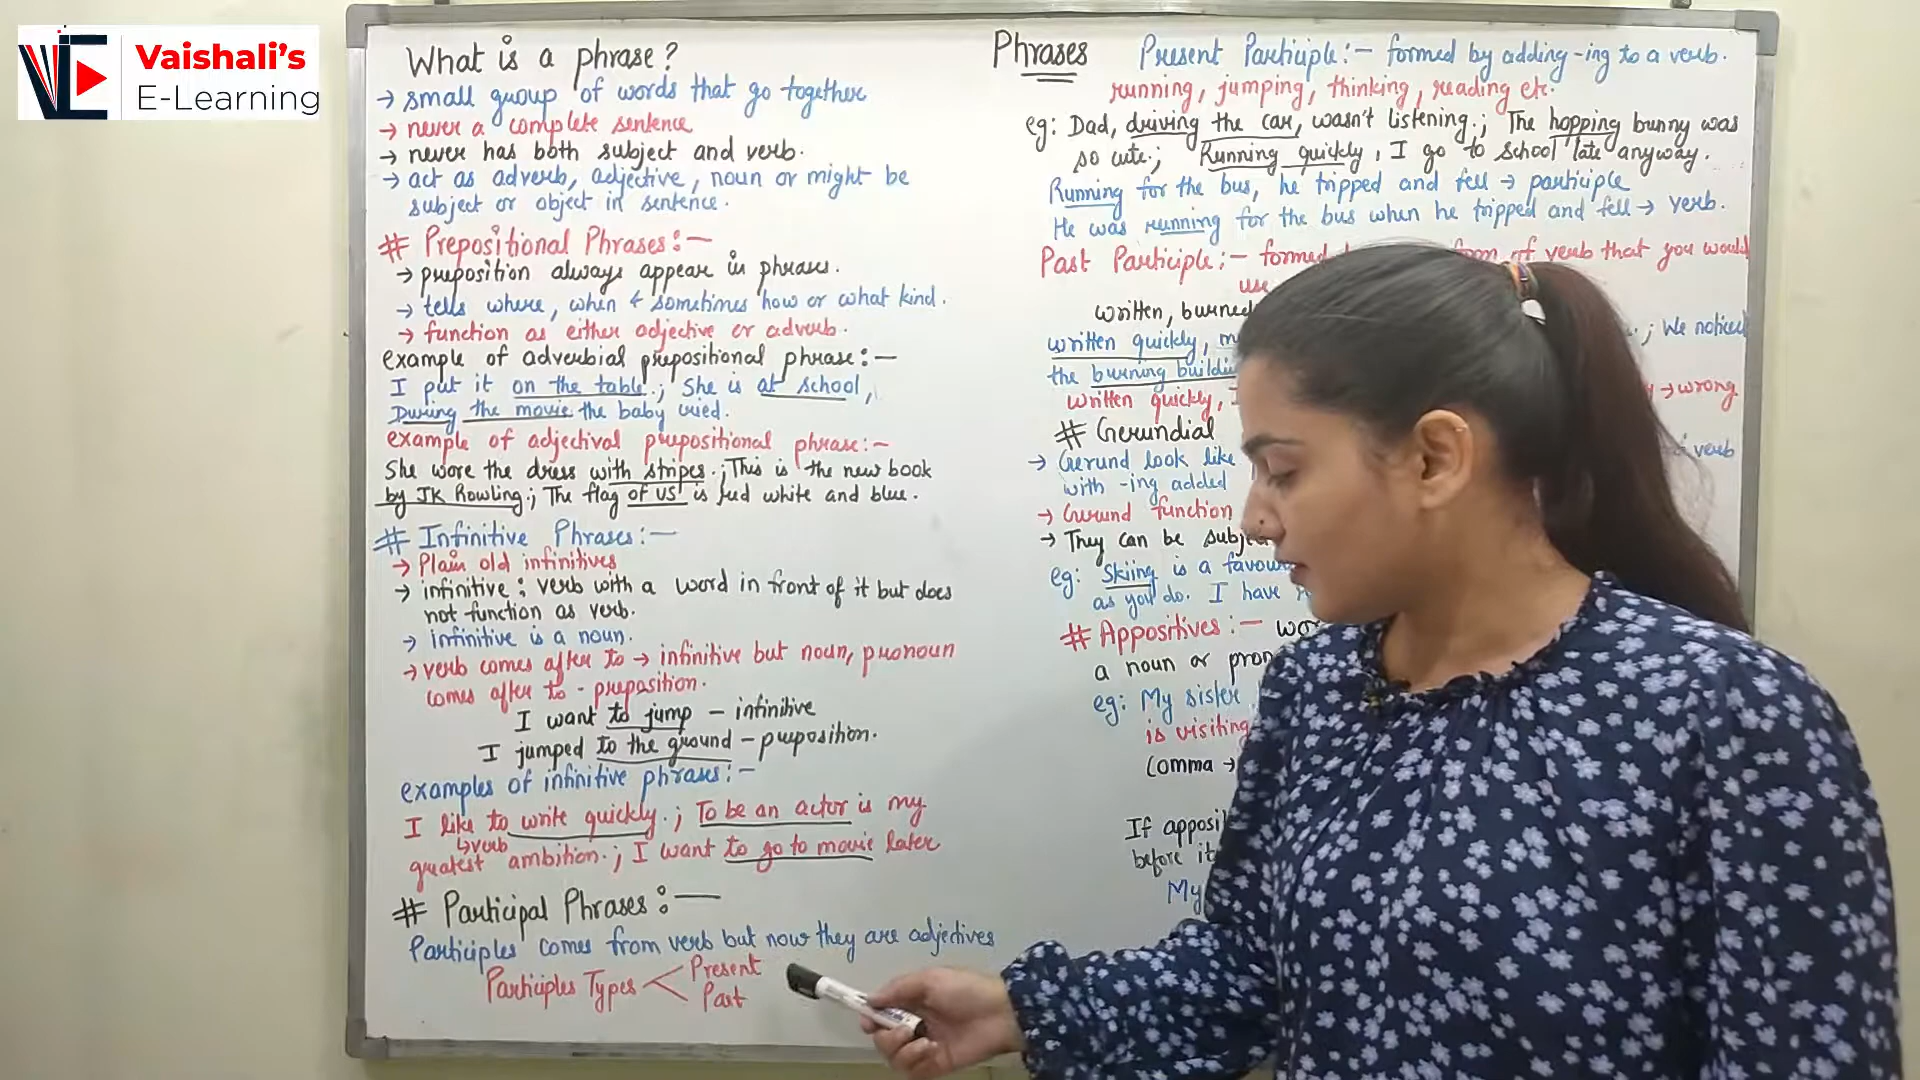 Vaishali's
E-Learning
What is a phrase?
→ small group of words that go together
→ never a complete sentence
→ never has both subject and verb.
→ act as adverb, adjective, noun or might be
subject or object in sentence.
# Prepositional Phrases:-
→ preposition always appear in phrases.
→ tells where, when & sometimes how or what kind.
→ function as either adjective or adverb.
example of adverbial prepositional phrase:-
I put it on the table.; She is at school,
During the movie the baby cried.
example of adjectival prepositional phrase:-
She wore the dress with stripes.; This is the new book
by JK Rowling.; The flag of US is red white and blue.
# Infinitive Phrases:-
→ Plain old infinitives
→ infinitive: verb with a word in front of it but does
not function as verb.
→ infinitive is a noun.
→ verb comes after to → infinitive but noun, pronoun
comes after to - preposition.
I want to jump - infinitive
I jumped to the ground - preposition.
examples of infinitive phrases:-
I like to write quickly.; To be an actor is my
↳ verb
greatest ambition.; I want to go to movie later
# Participal Phrases:-
Participles comes from verb but now they are adjectives
Participles Types < Present
Past
Phrases
Present Participle:- formed by adding -ing to a verb.
running, jumping, thinking, reading etc.
eg: Dad, driving the car, wasn't listening.; The hopping bunny was
so cute.; Running quickly, I go to school late anyway.
Running for the bus, he tripped and fell → participle
He was running for the bus when he tripped and fell → verb.
Past Participle:- formed of verb that you would
use
written, burned
written quickly, ; We noticed
the burning
written quickly, → wrong
# Gerundial
→ Gerund look like verb
with -ing added
→ Gerund function
→ They can be
eg: Skiing is a
as you do. I have
# Appositives:-
a noun or
eg: My sister
is visiting
Comma →
If
before
My